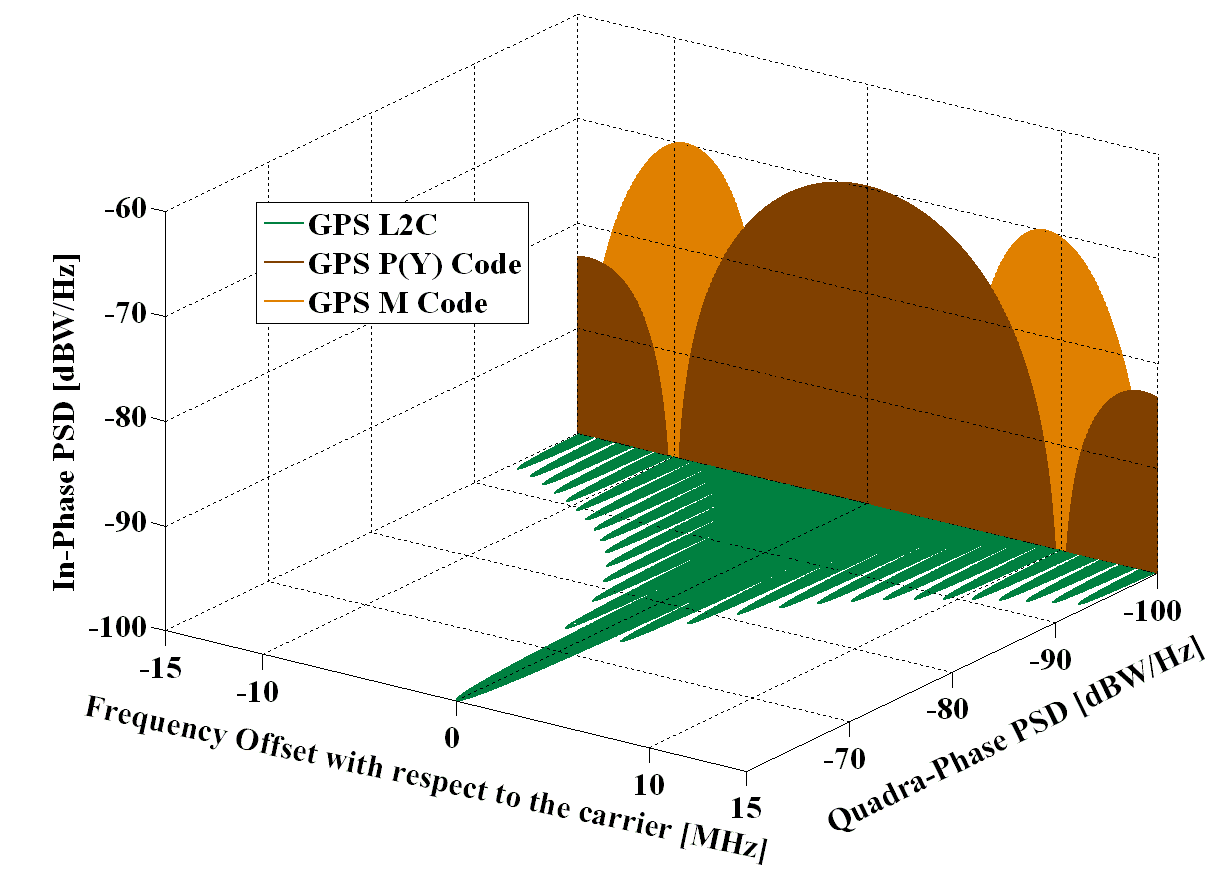 GPS L2C
GPS P(Y) Code
GPS M Code
In-Phase PSD [dBW/Hz]
-60
-70
-80
-90
-100
-15
-10
0
10
15
Frequency Offset with respect to the carrier [MHz]
-100
-90
-80
-70
Quadra-Phase PSD [dBW/Hz]